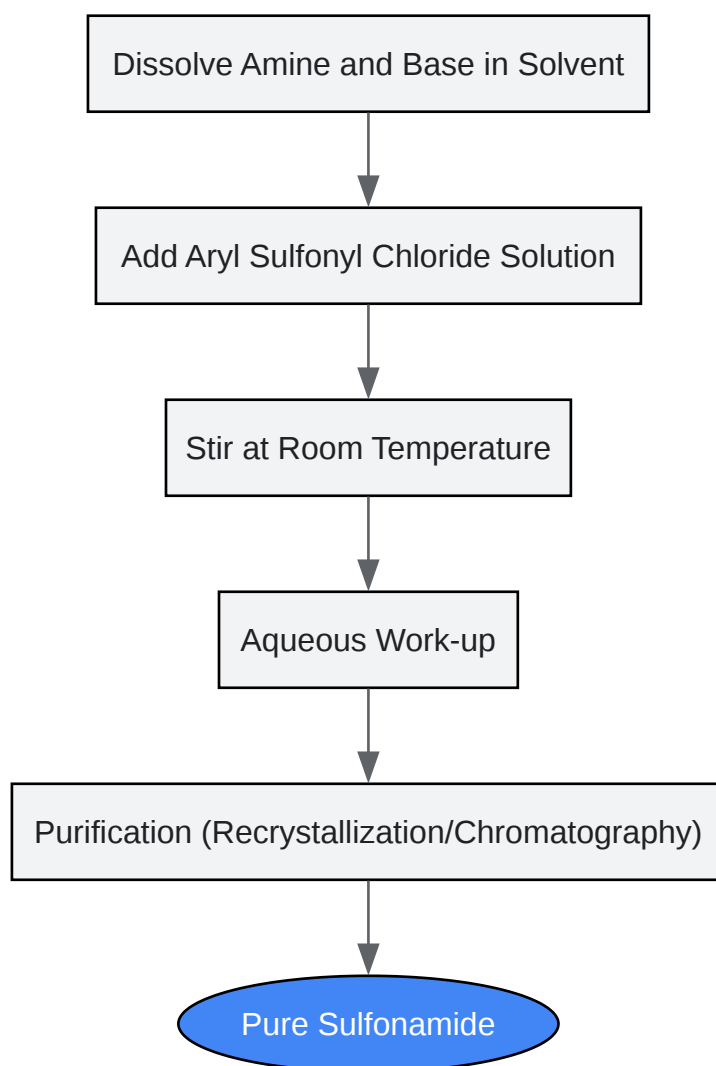 Dissolve Amine and Base in Solvent
Add Aryl Sulfonyl Chloride Solution
Stir at Room Temperature
Aqueous Work-up
Purification (Recrystallization/Chromatography)
Pure Sulfonamide